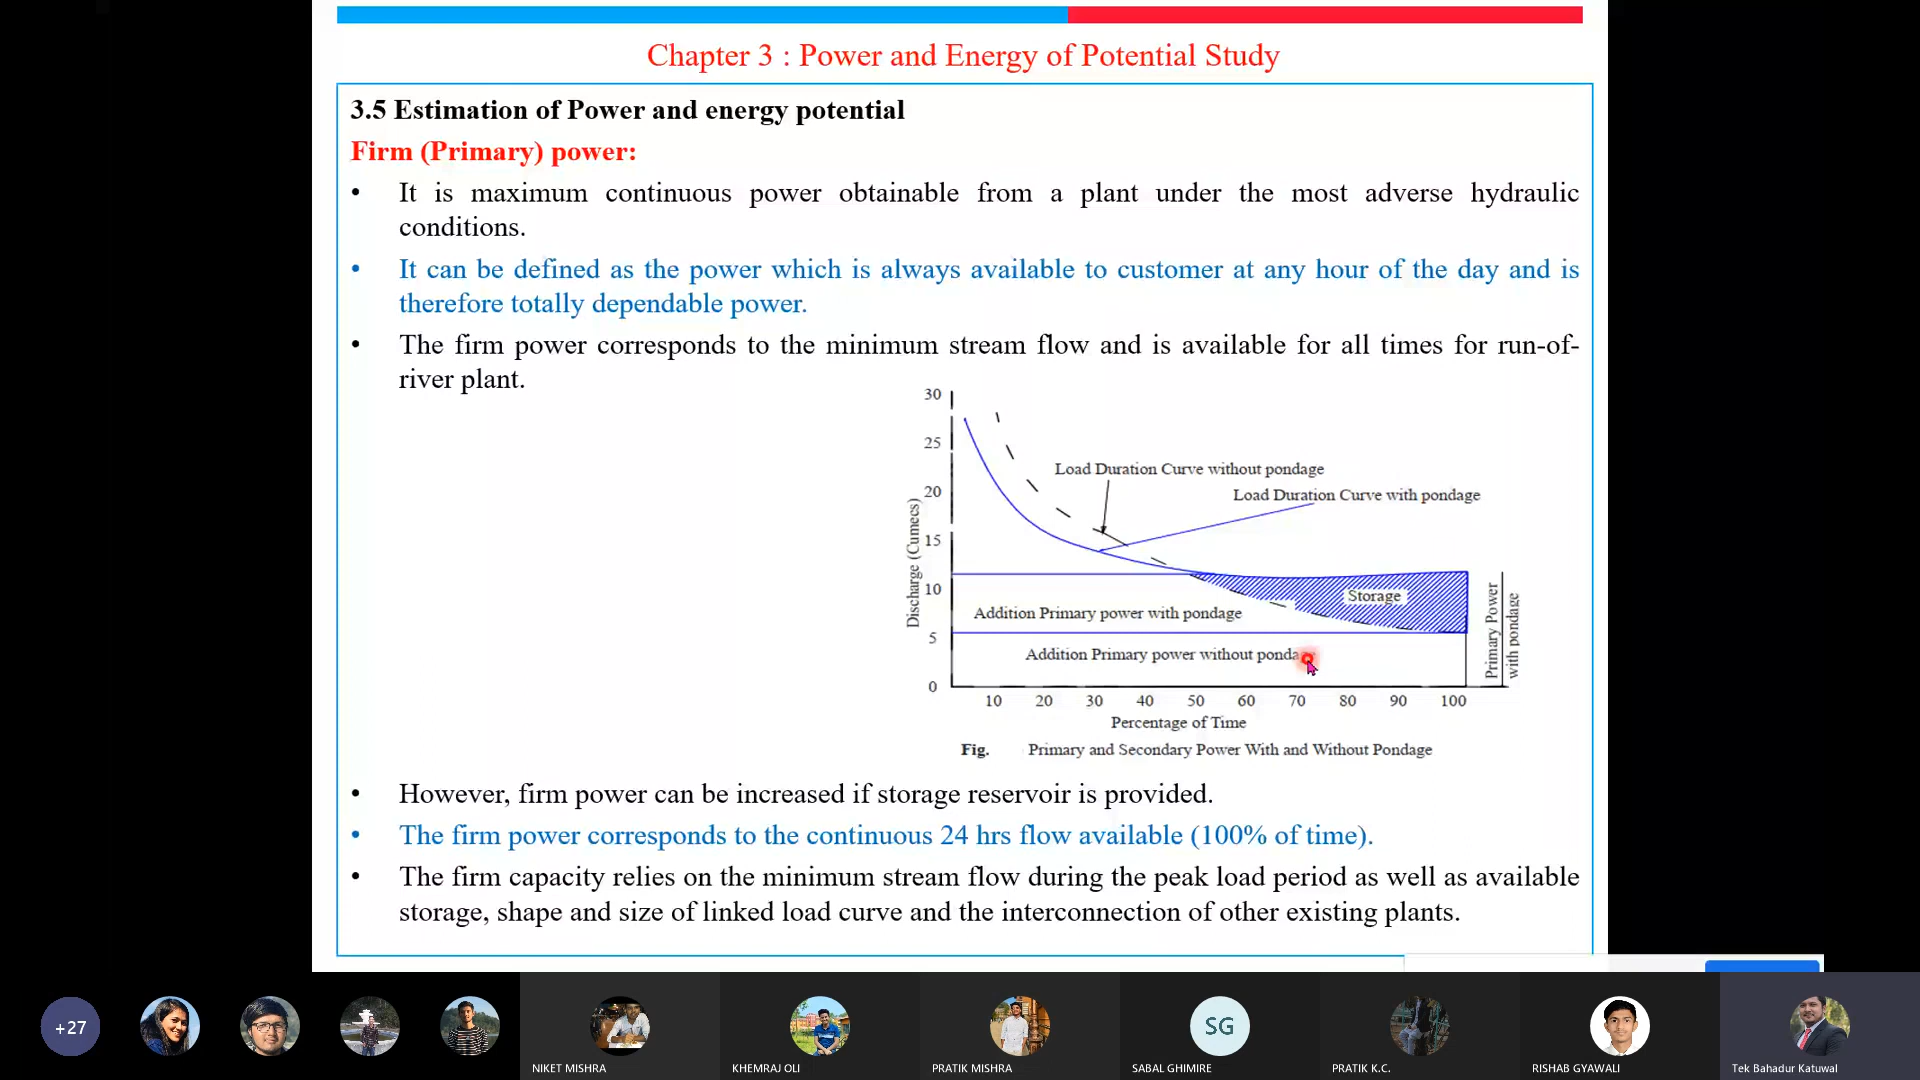 Chapter 3 : Power and Energy of Potential Study
3.5 Estimation of Power and energy potential
Firm (Primary) power:
• It is maximum continuous power obtainable from a plant under the most adverse hydraulic
conditions.
• It can be defined as the power which is always available to customer at any hour of the day and is
therefore totally dependable power.
• The firm power corresponds to the minimum stream flow and is available for all times for run-of-
river plant.
30
25
20
15
10
5
0
Discharge (Cumecs)
Load Duration Curve without pondage
Load Duration Curve with pondage
Storage
Addition Primary power with pondage
Addition Primary power without ponda
Primary Power
with pondage
10 20 30 40 50 60 70 80 90 100
Percentage of Time
Fig. Primary and Secondary Power With and Without Pondage
• However, firm power can be increased if storage reservoir is provided.
• The firm power corresponds to the continuous 24 hrs flow available (100% of time).
• The firm capacity relies on the minimum stream flow during the peak load period as well as available
storage, shape and size of linked load curve and the interconnection of other existing plants.
+27
SG
NIKET MISHRA
KHEMRAJ OLI
PRATIK MISHRA
SABAL GHIMIRE
PRATIK K.C.
RISHAB GYAWALI
Tek Bahadur Katuwal